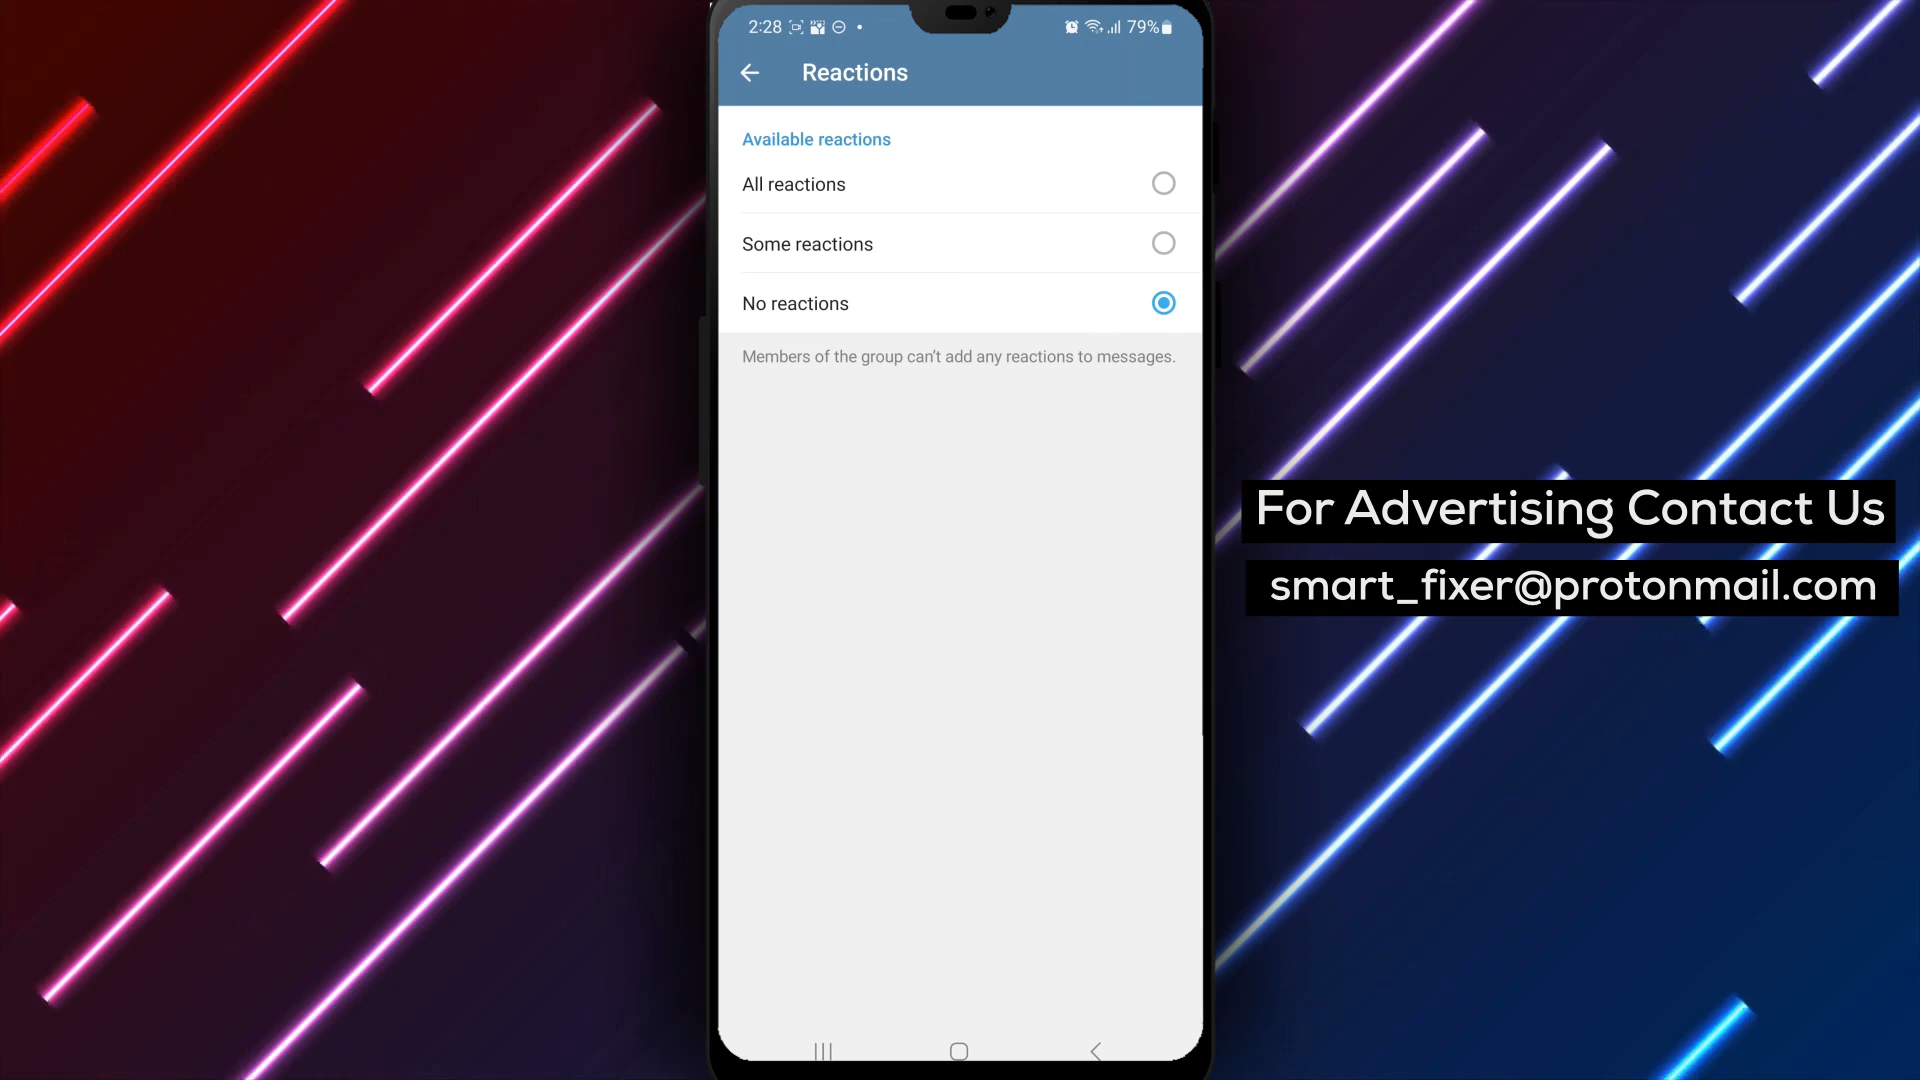 2:28
79%
Reactions
Available reactions
All reactions
Some reactions
No reactions
Members of the group can't add any reactions to messages.
For Advertising Contact Us
smart_fixer@protonmail.com